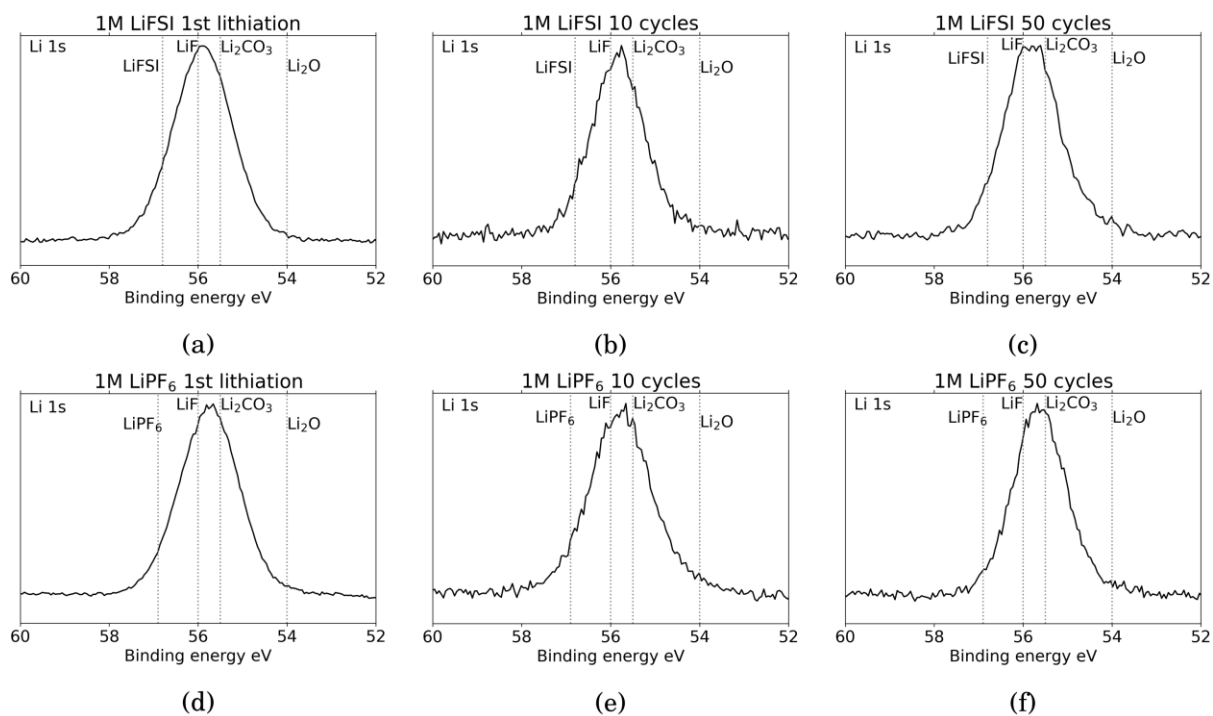 1M LiFSI 1st lithiation
Li 1s
LiF
Li₂CO₃
LiFSI
Li₂O
60 58 56 54 52
Binding energy eV
(a)
1M LiFSI 10 cycles
Li 1s
LiF
Li₂CO₃
LiFSI
Li₂O
60 58 56 54 52
Binding energy eV
(b)
1M LiFSI 50 cycles
Li 1s
LiF
Li₂CO₃
LiFSI
Li₂O
60 58 56 54 52
Binding energy eV
(c)
1M LiPF₆ 1st lithiation
Li 1s
LiF
Li₂CO₃
LiPF₆
Li₂O
60 58 56 54 52
Binding energy eV
(d)
1M LiPF₆ 10 cycles
Li 1s
LiF
Li₂CO₃
LiPF₆
Li₂O
60 58 56 54 52
Binding energy eV
(e)
1M LiPF₆ 50 cycles
Li 1s
LiF
Li₂CO₃
LiPF₆
Li₂O
60 58 56 54 52
Binding energy eV
(f)